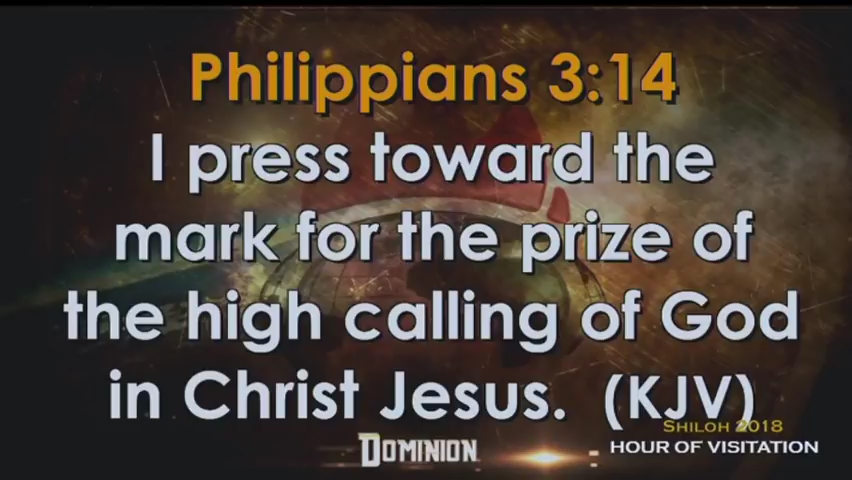 Philippians 3:14
I press toward the
mark for the prize of
the high calling of God
in Christ Jesus. (KJV)
SHILOH 2018
DOMINION
HOUR OF VISITATION